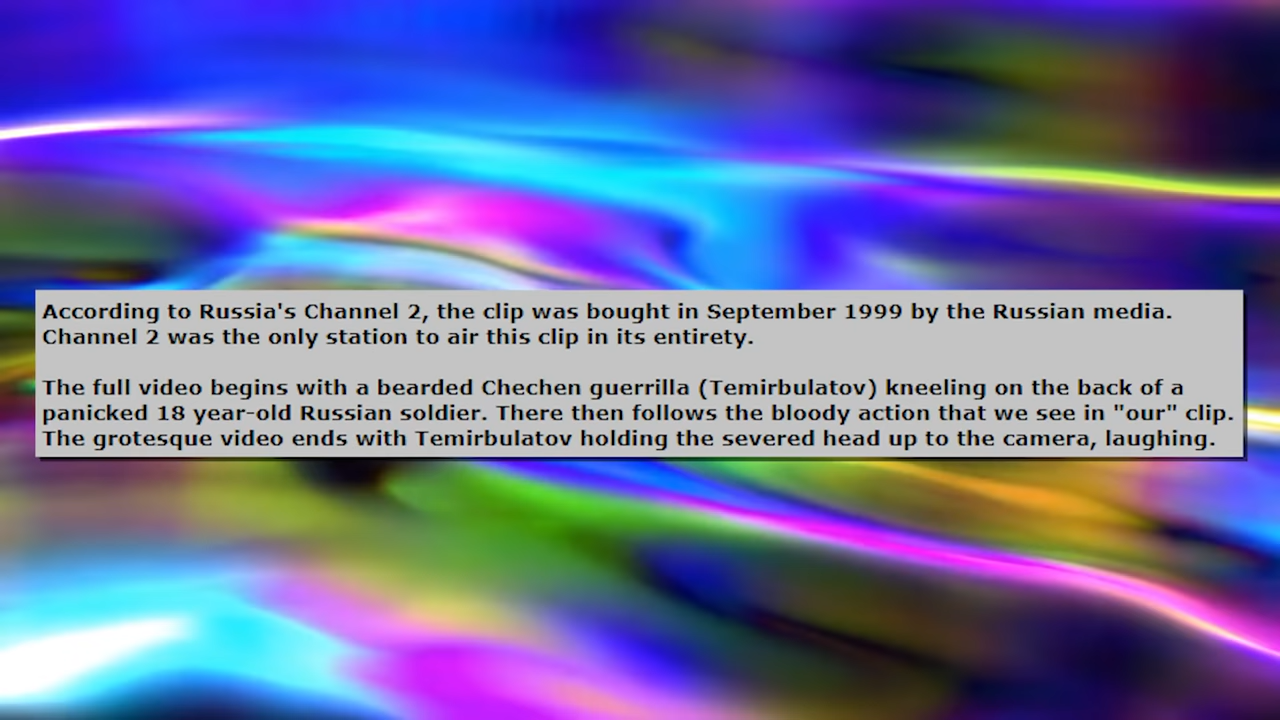 According to Russia's Channel 2, the clip was bought in September 1999 by the Russian media.
Channel 2 was the only station to air this clip in its entirety.
The full video begins with a bearded Chechen guerrilla (Temirbulatov) kneeling on the back of a
panicked 18 year-old Russian soldier. There then follows the bloody action that we see in "our" clip.
The grotesque video ends with Temirbulatov holding the severed head up to the camera, laughing.